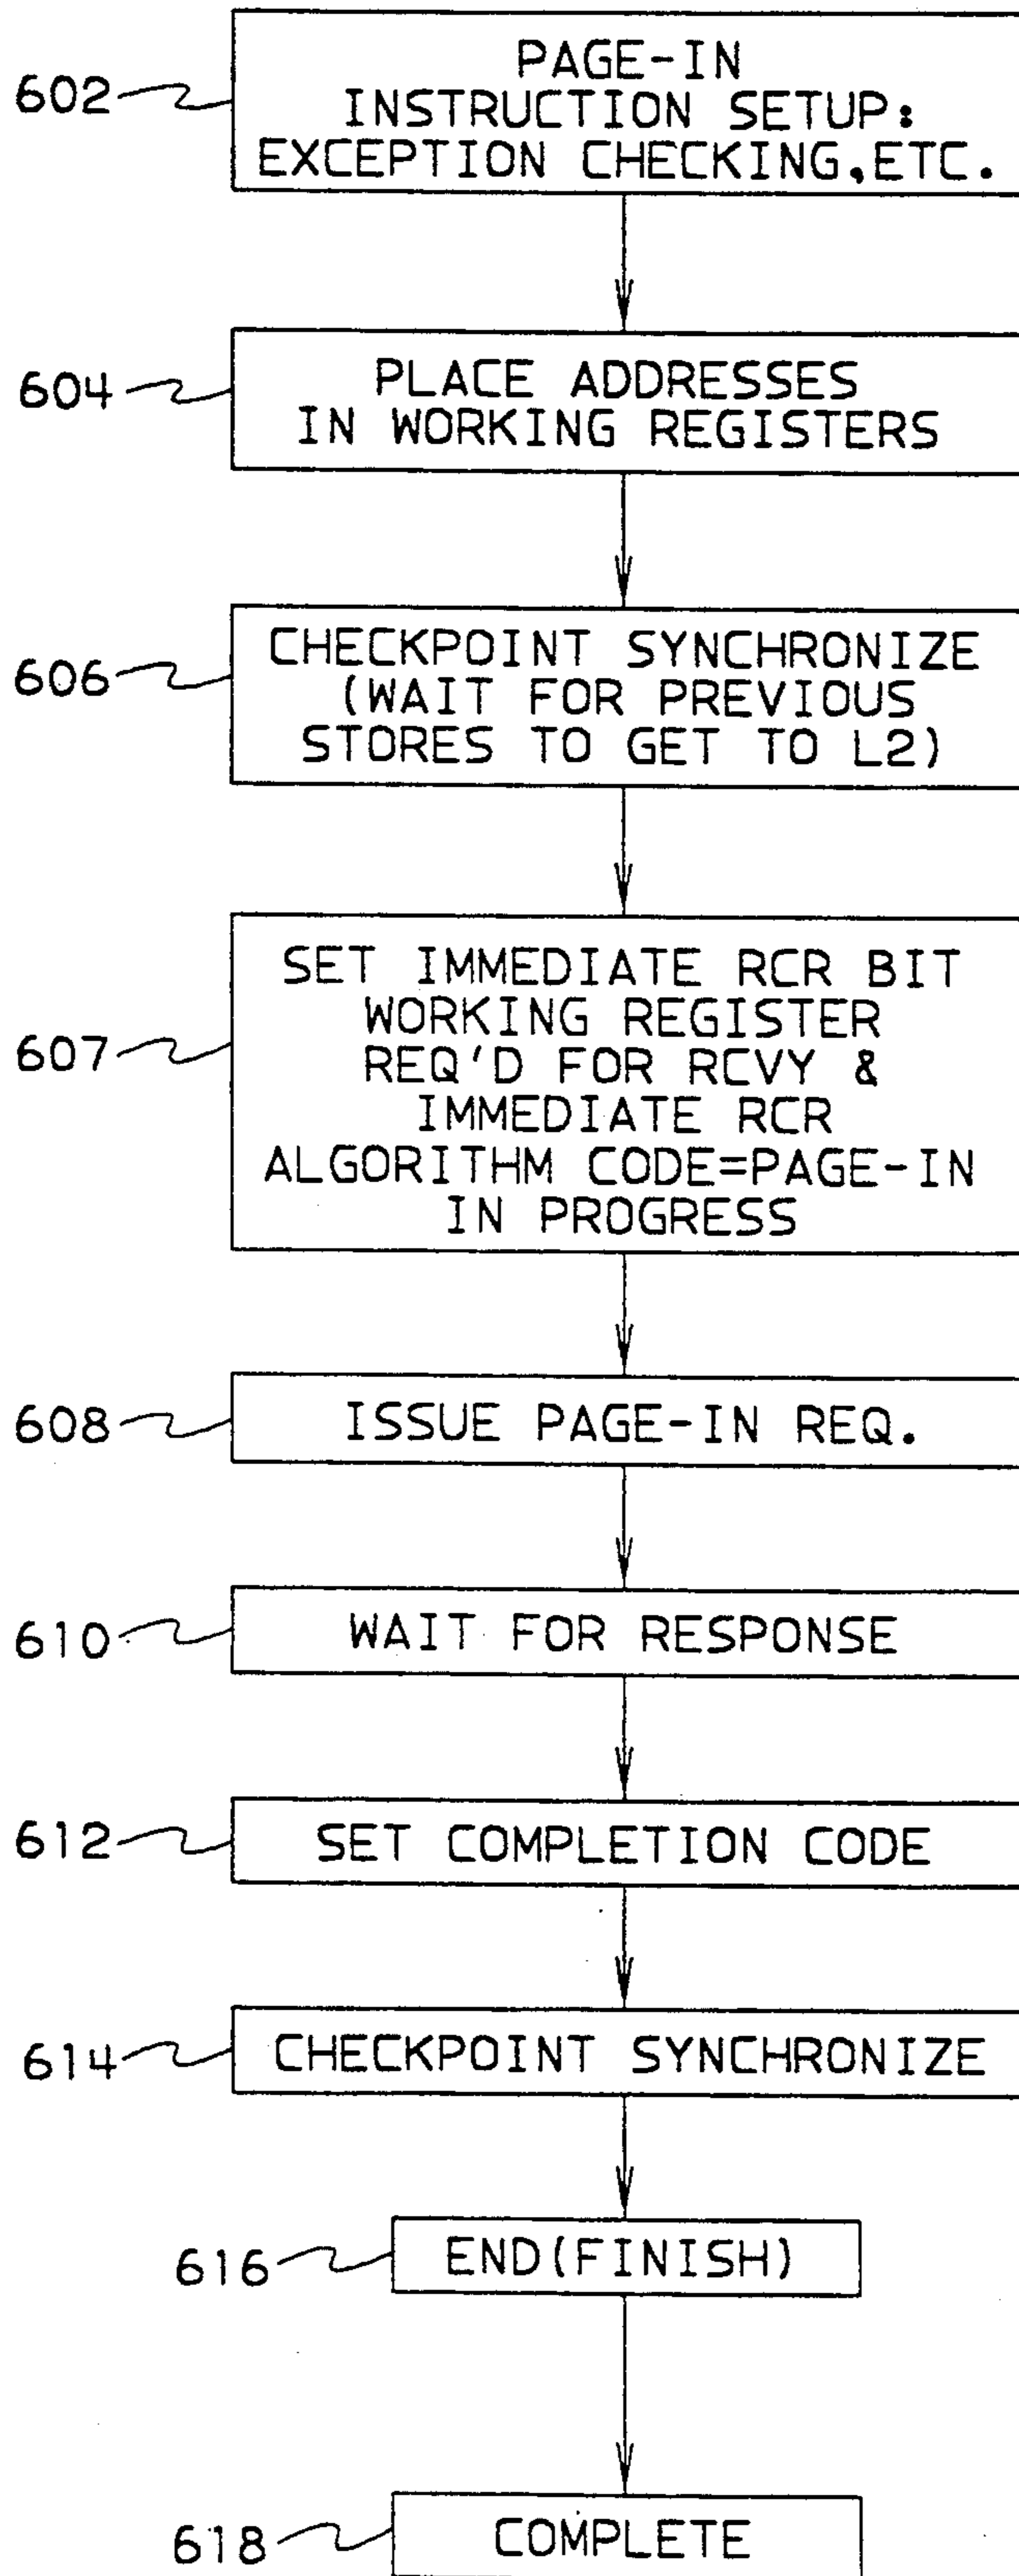 602
PAGE-IN
INSTRUCTION SETUP:
EXCEPTION CHECKING,ETC.
604
PLACE ADDRESSES
IN WORKING REGISTERS
606
CHECKPOINT SYNCHRONIZE
(WAIT FOR PREVIOUS
STORES TO GET TO L2)
607
SET IMMEDIATE RCR BIT
WORKING REGISTER
REQ'D FOR RCVY &
IMMEDIATE RCR
ALGORITHM CODE=PAGE-IN
IN PROGRESS
608
ISSUE PAGE-IN REQ.
610
WAIT FOR RESPONSE
612
SET COMPLETION CODE
614
CHECKPOINT SYNCHRONIZE
616
END(FINISH)
618
COMPLETE